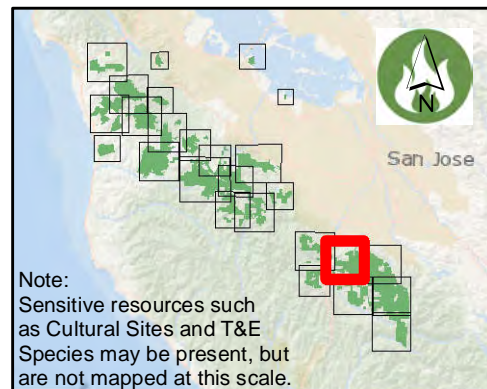 N
San Jose
Note:
Sensitive resources such
as Cultural Sites and T&E
Species may be present, but
are not mapped at this scale.